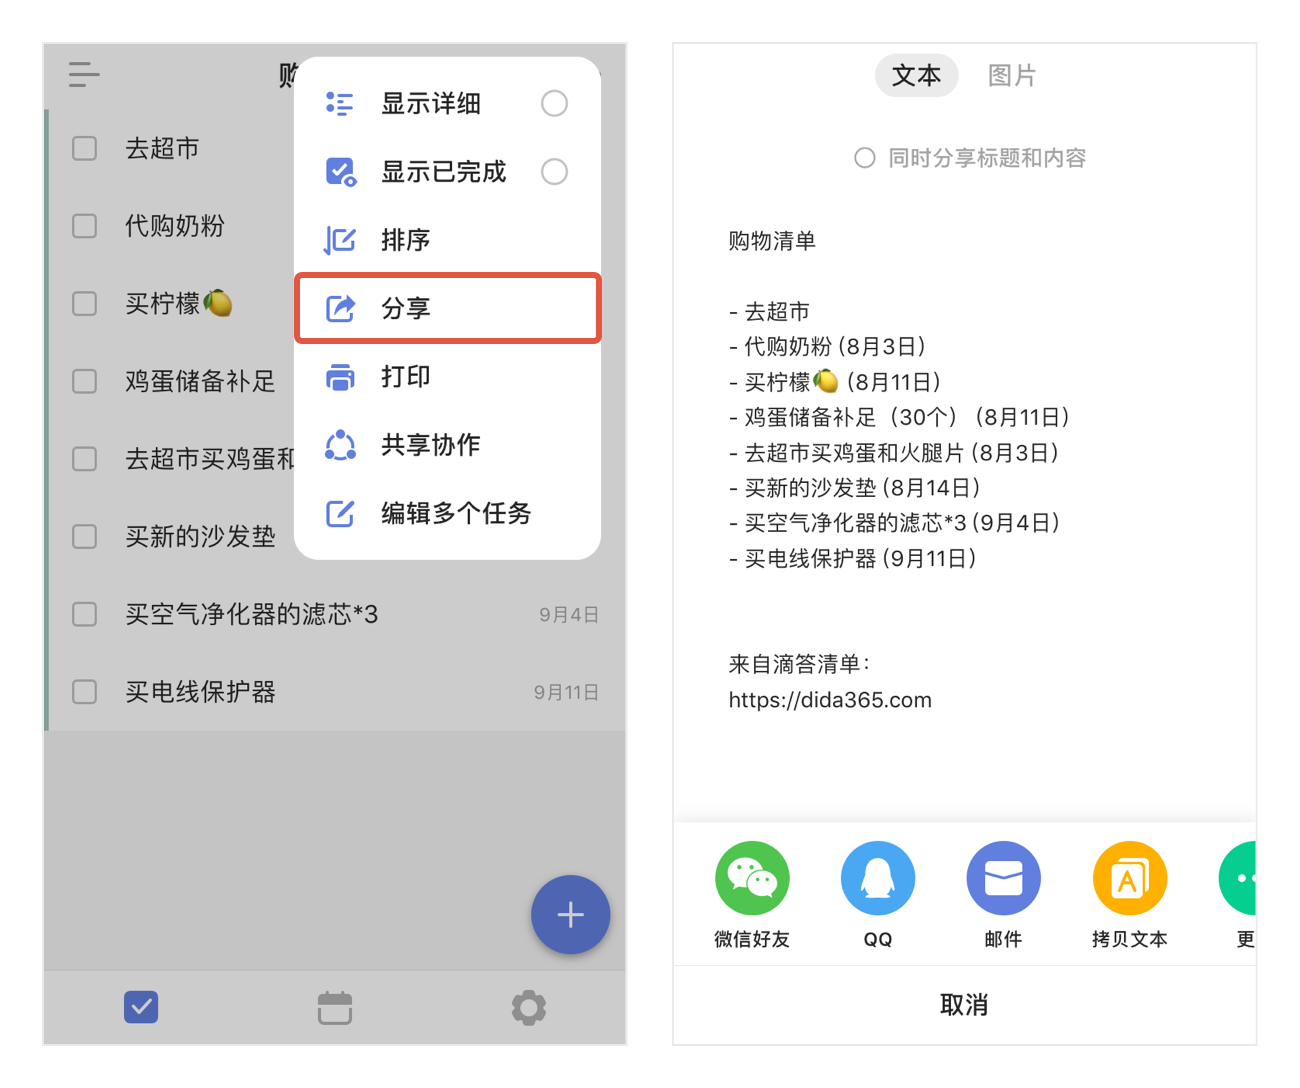 购
显示详细
显示已完成
排序
分享
打印
共享协作
编辑多个任务
去超市
代购奶粉
买柠檬🍋
鸡蛋储备补足
去超市买鸡蛋和
买新的沙发垫
买空气净化器的滤芯*3 9月4日
买电线保护器 9月11日
文本 图片
同时分享标题和内容
购物清单
- 去超市
- 代购奶粉 (8月3日)
- 买柠檬🍋 (8月11日)
- 鸡蛋储备补足（30个） (8月11日)
- 去超市买鸡蛋和火腿片 (8月3日)
- 买新的沙发垫 (8月14日)
- 买空气净化器的滤芯*3 (9月4日)
- 买电线保护器 (9月11日)
来自滴答清单：
https://dida365.com
微信好友 QQ 邮件 拷贝文本 更
取消